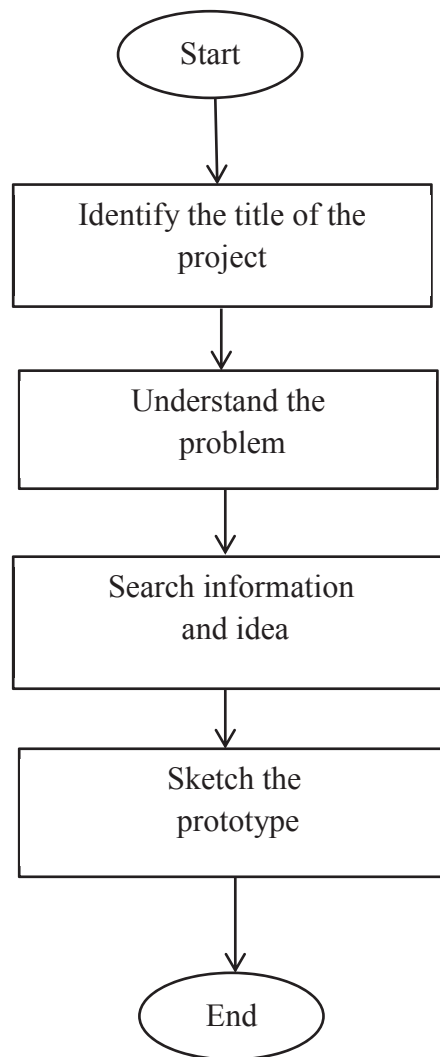 Start
Identify the title of the
project
Understand the
problem
Search information
and idea
Sketch the
prototype
End